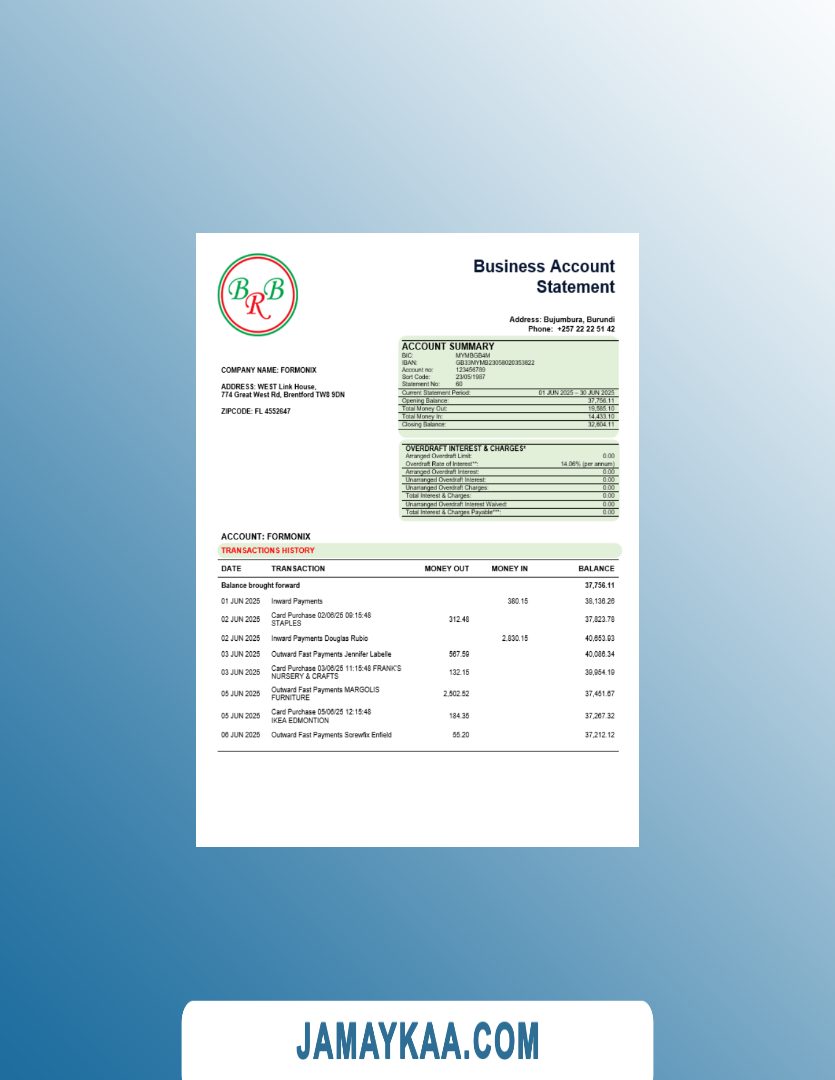 BRB
Business Account
Statement
Address: Bujumbura, Burundi
Phone: +257 22 22 51 42
COMPANY NAME: FORMONIX
ADDRESS: WEST Link House,
774 Great West Rd, Brentford TW8 9DN
ZIPCODE: FL 4552647
ACCOUNT SUMMARY
BIC: MYMBGB4M
IBAN: GB33MYMB23058020353822
Account no: 123456789
Sort Code: 23/05/1987
Statement No: 60
Current Statement Period: 01 JUN 2025 – 30 JUN 2025
Opening Balance: 37,756.11
Total Money Out: 19,585.10
Total Money In: 14,433.10
Closing Balance: 32,604.11
OVERDRAFT INTEREST & CHARGES*
Arranged Overdraft Limit: 0.00
Overdraft Rate of Interest**: 14.06% (per annum)
Arranged Overdraft Interest: 0.00
Unarranged Overdraft Interest: 0.00
Unarranged Overdraft Charges: 0.00
Total Interest & Charges: 0.00
Unarranged Overdraft Interest Waived: 0.00
Total Interest & Charges Payable***: 0.00
ACCOUNT: FORMONIX
TRANSACTIONS HISTORY
DATE TRANSACTION MONEY OUT MONEY IN BALANCE
Balance brought forward 37,756.11
01 JUN 2025 Inward Payments 380.15 38,136.26
02 JUN 2025 Card Purchase 02/06/25 09:15:48 312.48 37,823.78
STAPLES
02 JUN 2025 Inward Payments Douglas Rubio 2,830.15 40,653.93
03 JUN 2025 Outward Fast Payments Jennifer Labelle 567.59 40,086.34
03 JUN 2025 Card Purchase 03/06/25 11:15:48 FRANK'S 132.15 39,954.19
NURSERY & CRAFTS
05 JUN 2025 Outward Fast Payments MARGOLIS 2,502.52 37,451.67
FURNITURE
05 JUN 2025 Card Purchase 05/06/25 12:15:48 184.35 37,267.32
IKEA EDMONTION
06 JUN 2025 Outward Fast Payments Screwfix Enfield 55.20 37,212.12
JAMAYKAA.COM